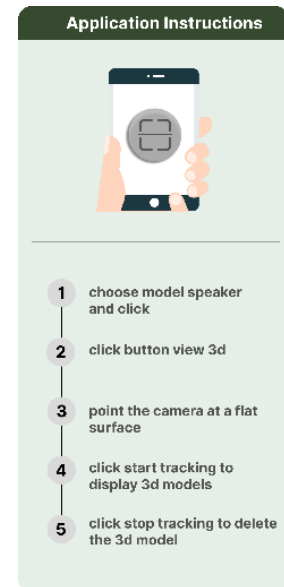 Application Instructions
1 choose model speaker
and click
2 click button view 3d
3 point the camera at a flat
surface
4 click start tracking to
display 3d models
5 click stop tracking to delete
the 3d model